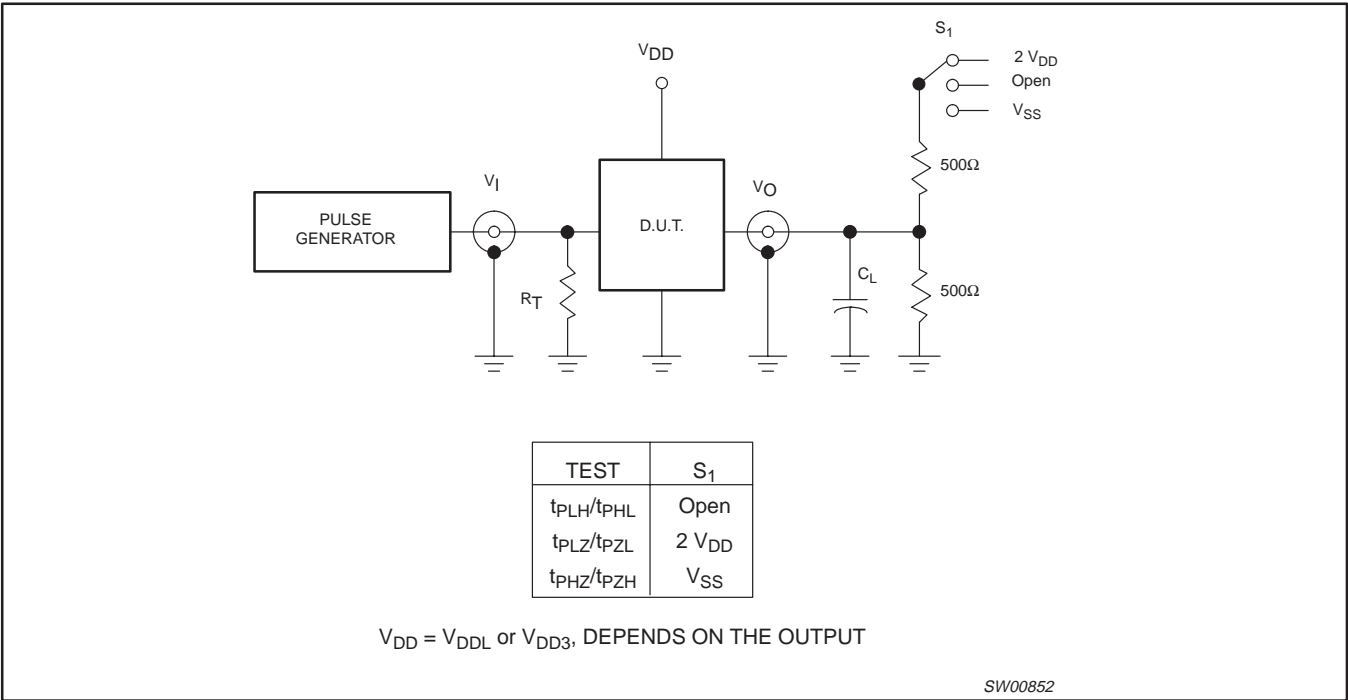 S1
VDD
2 VDD
Open
VSS
500Ω
VI
VO
PULSE
GENERATOR
D.U.T.
CL
RT
500Ω
TEST S1
tPLH/tPHL Open
tPLZ/tPZL 2 VDD
tPHZ/tPZH VSS
VDD = VDDL or VDD3, DEPENDS ON THE OUTPUT
SW00852